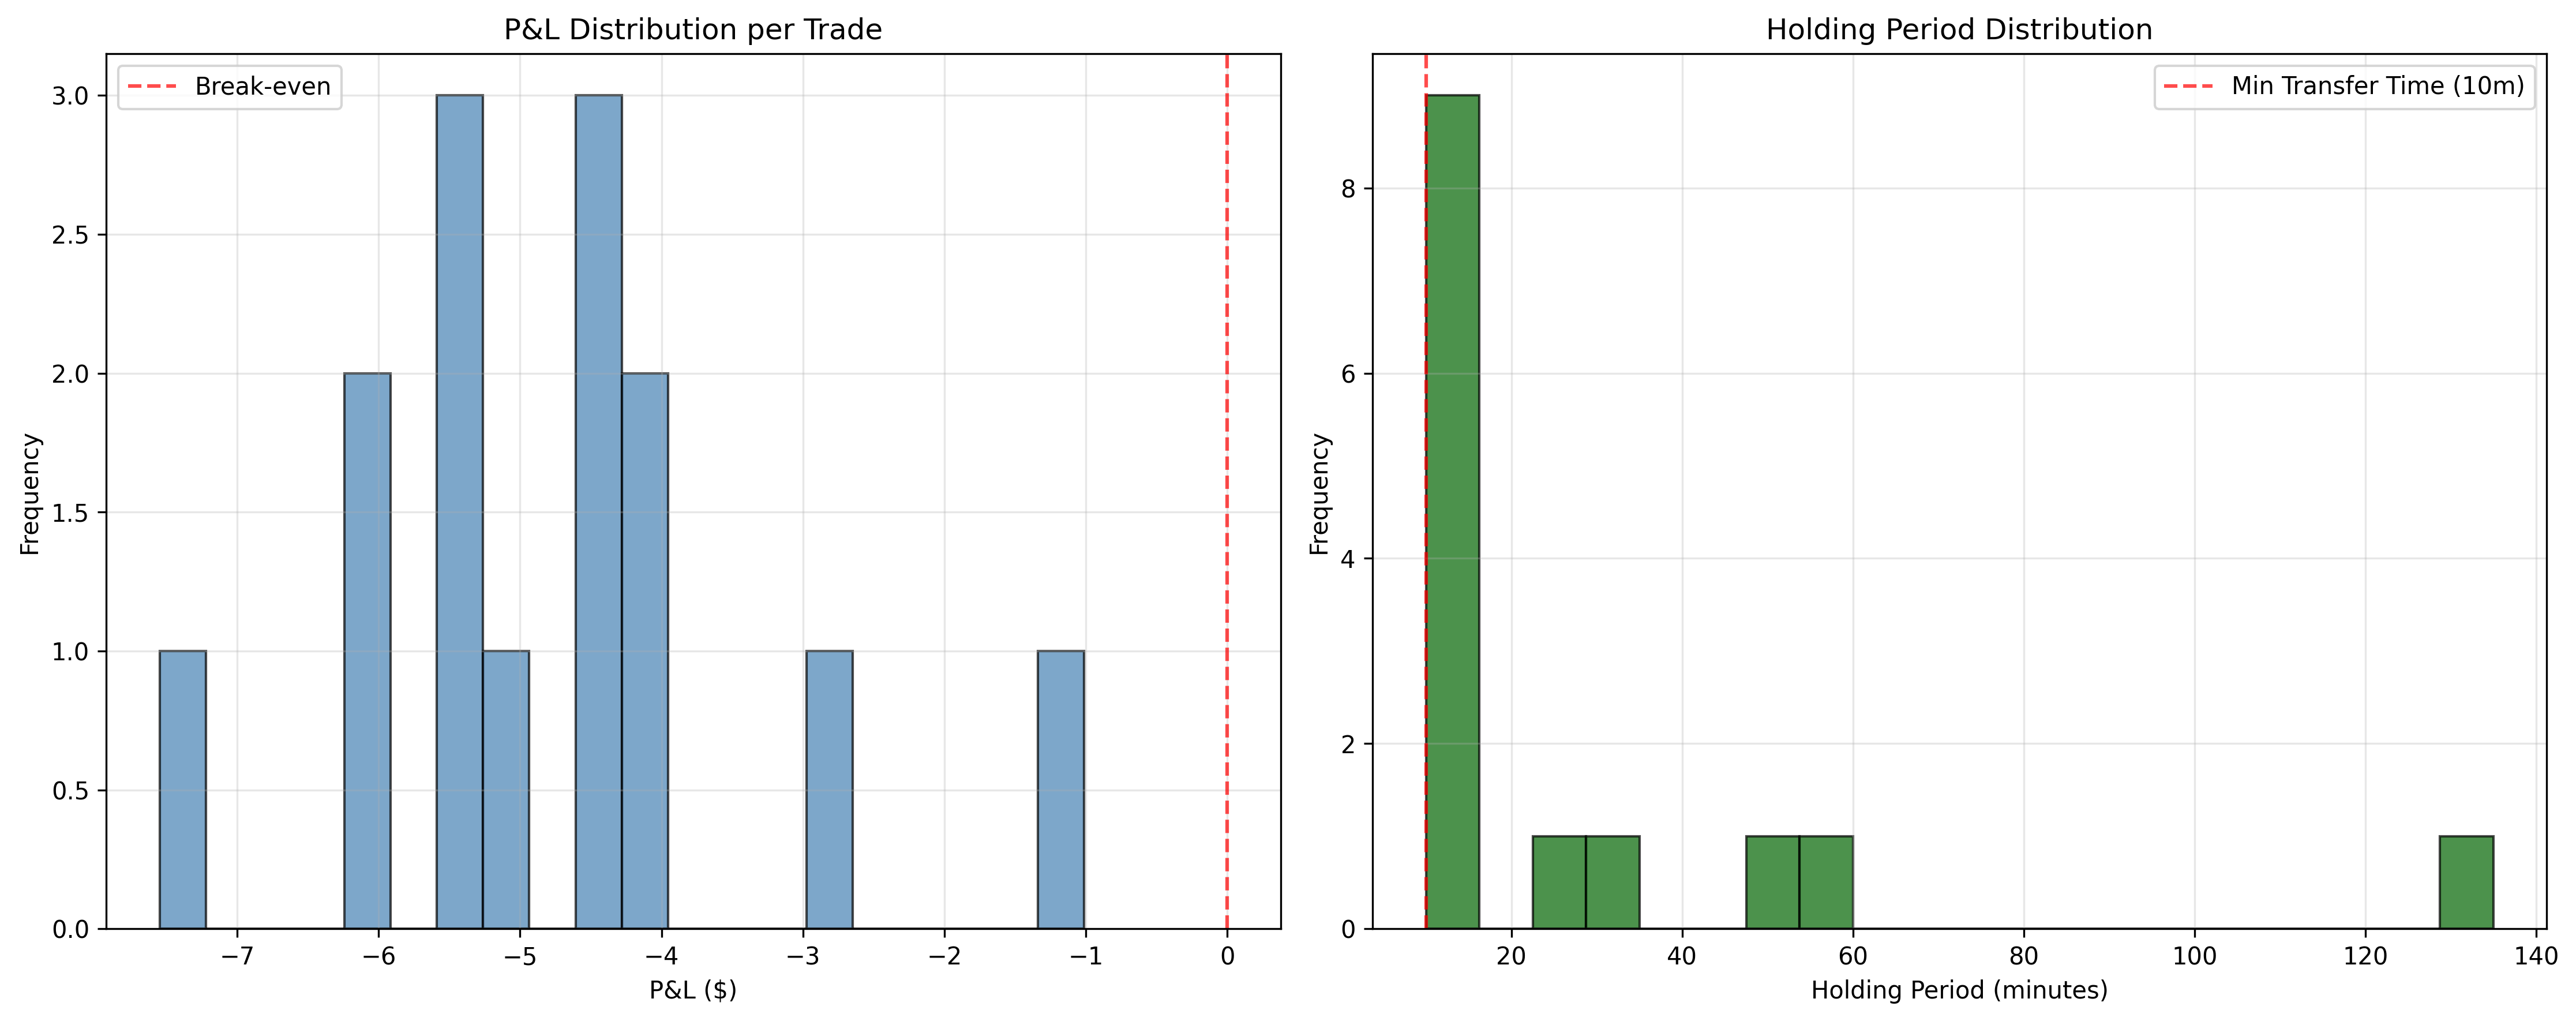 P&L Distribution per Trade
Break-even
3.0
2.5
2.0
1.5
1.0
0.5
0.0
Frequency
−7 −6 −5 −4 −3 −2 −1 0
P&L ($)
Holding Period Distribution
Min Transfer Time (10m)
8
6
4
2
0
Frequency
20 40 60 80 100 120 140
Holding Period (minutes)